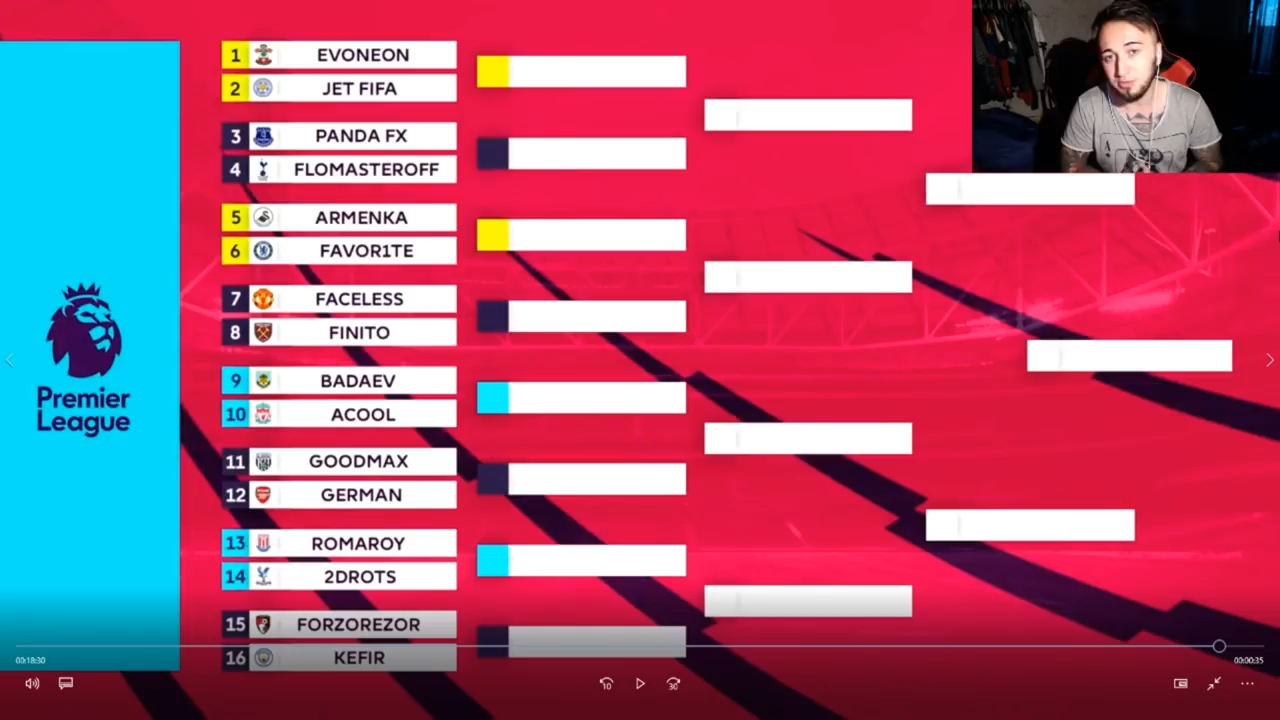 1 EVONEON
2 JET FIFA
3 PANDA FX
4 FLOMASTEROFF
5 ARMENKA
6 FAVOR1TE
7 FACELESS
8 FINITO
9 BADAEV
10 ACOOL
11 GOODMAX
12 GERMAN
13 ROMAROY
14 2DROTS
15 FORZOREZOR
16 KEFIR
Premier
League
00:18:30
00:00:35
10
30